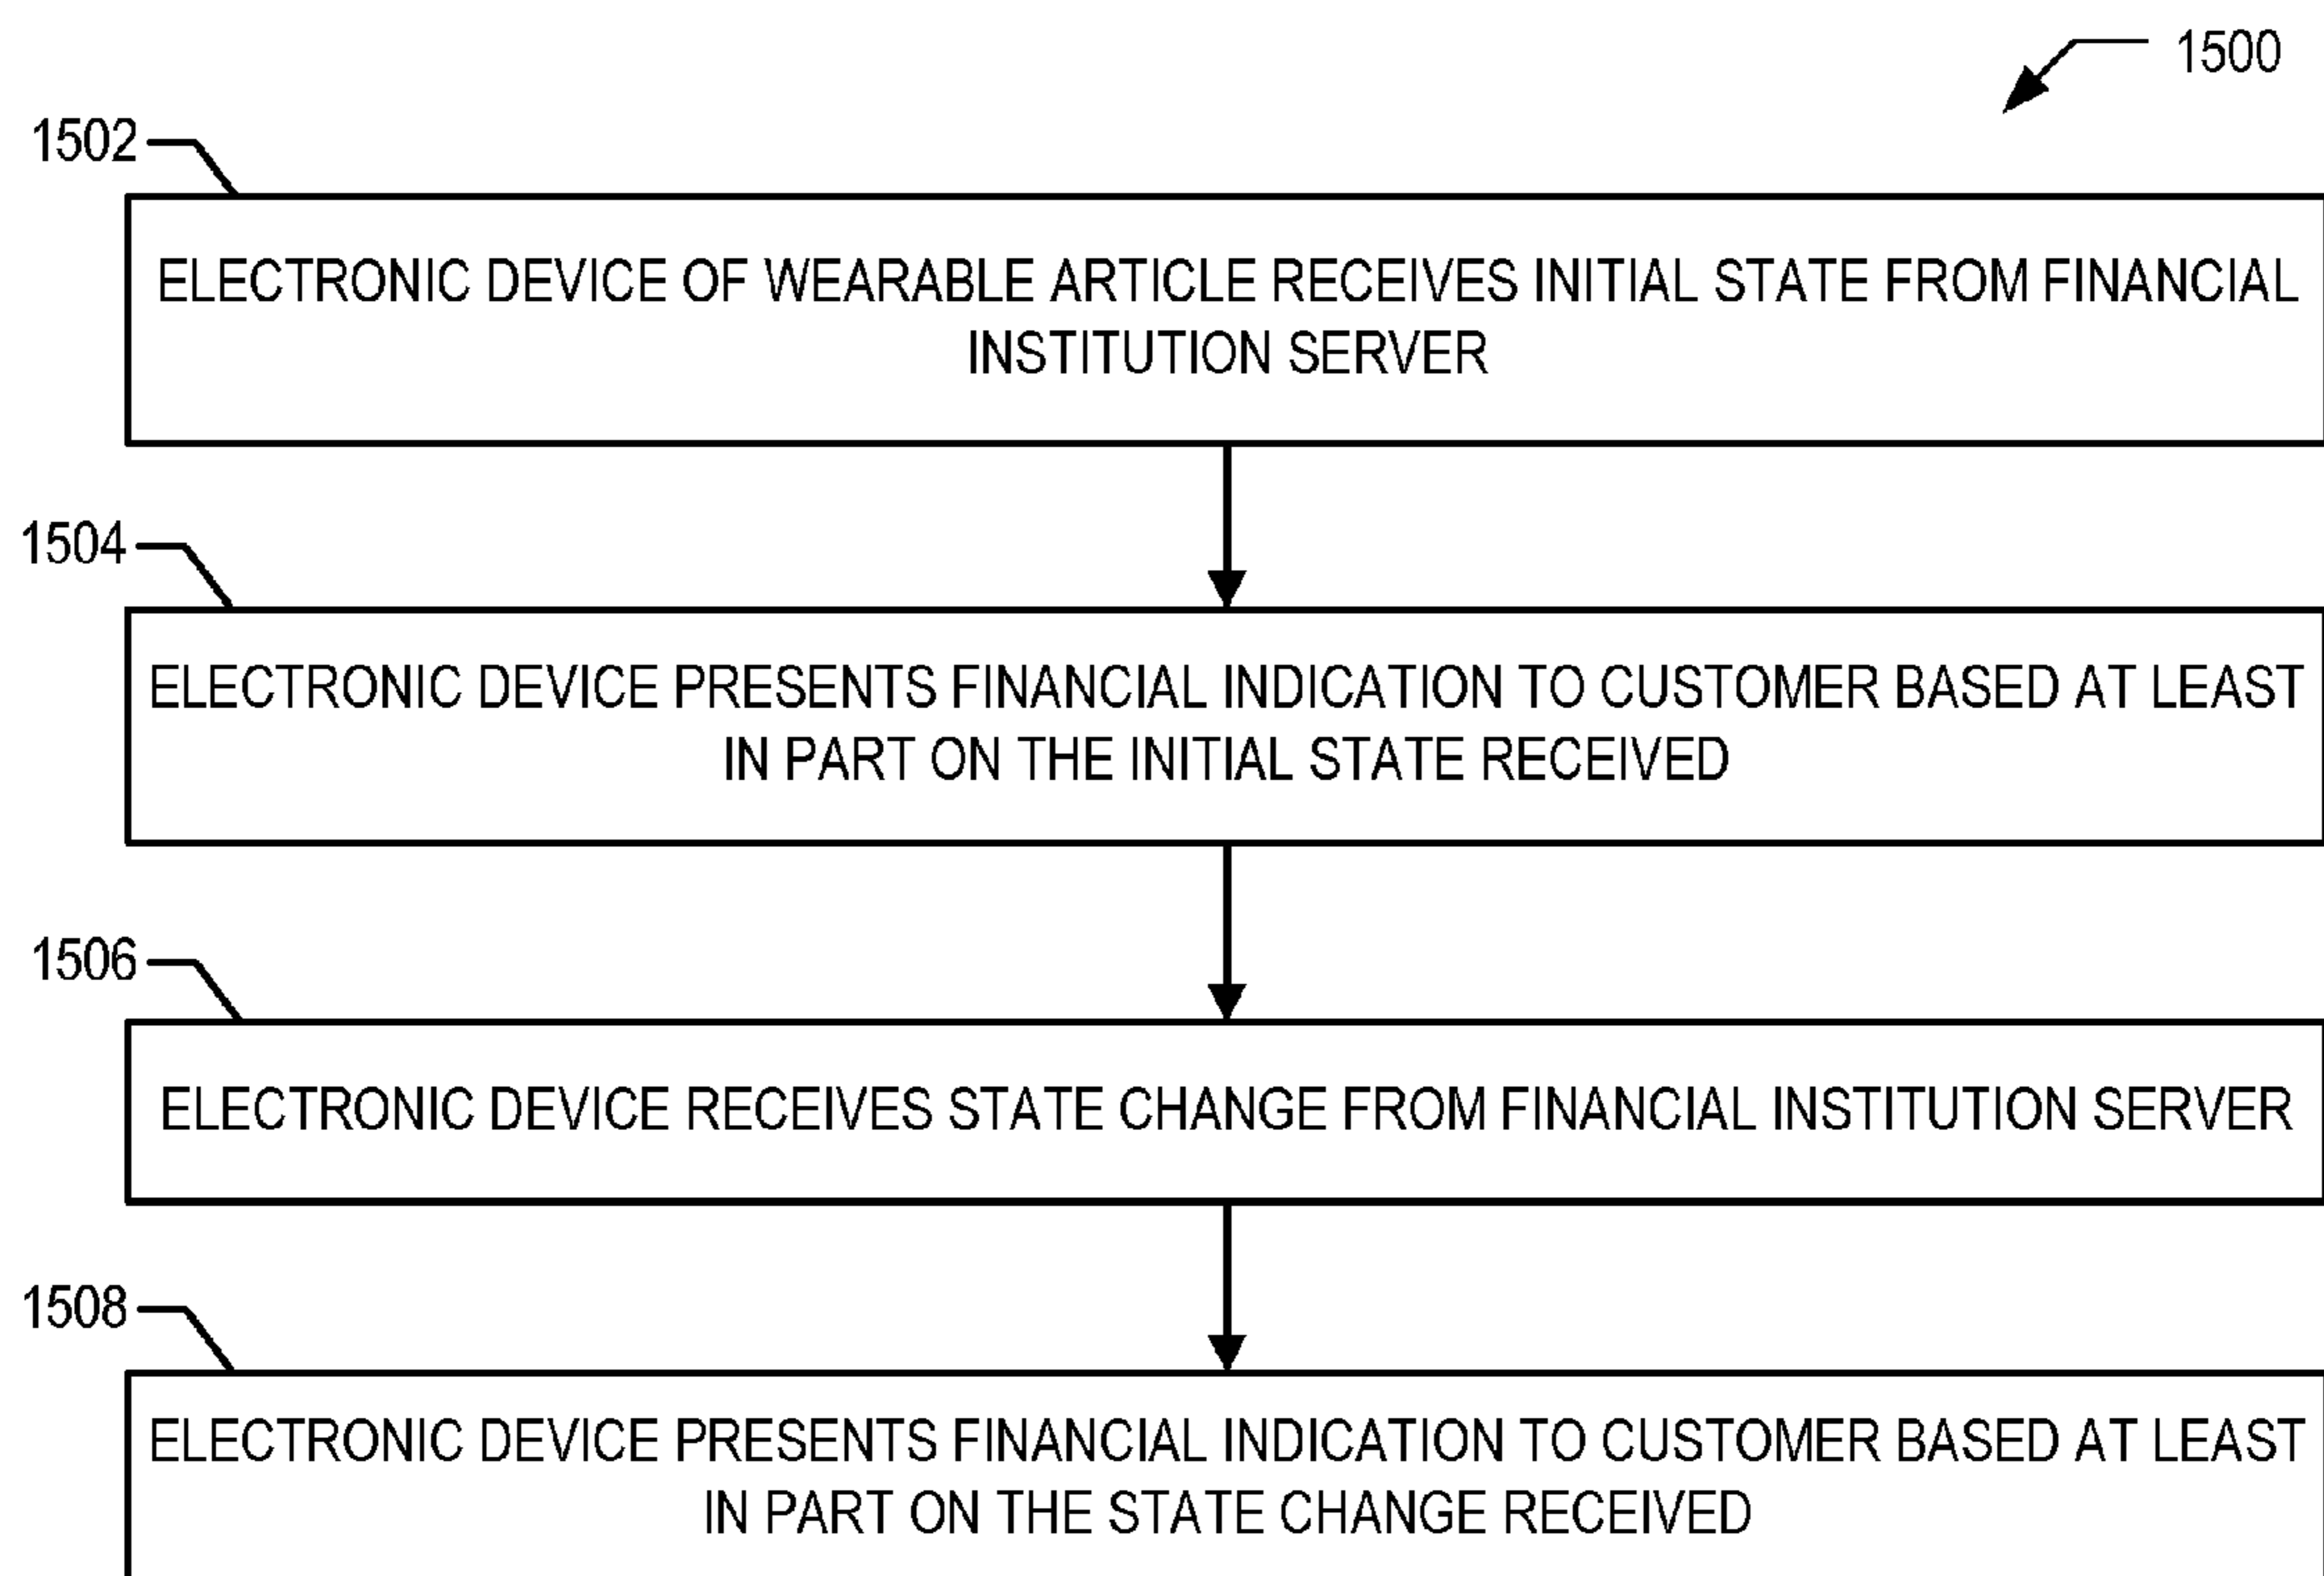 1500
1502
ELECTRONIC DEVICE OF WEARABLE ARTICLE RECEIVES INITIAL STATE FROM FINANCIAL
INSTITUTION SERVER
1504
ELECTRONIC DEVICE PRESENTS FINANCIAL INDICATION TO CUSTOMER BASED AT LEAST
IN PART ON THE INITIAL STATE RECEIVED
1506
ELECTRONIC DEVICE RECEIVES STATE CHANGE FROM FINANCIAL INSTITUTION SERVER
1508
ELECTRONIC DEVICE PRESENTS FINANCIAL INDICATION TO CUSTOMER BASED AT LEAST
IN PART ON THE STATE CHANGE RECEIVED